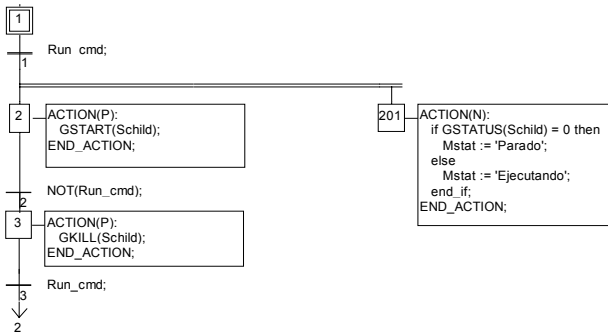 1
Run cmd;
1
2
ACTION(P):
GSTART(Schild);
END_ACTION;
201
ACTION(N):
if GSTATUS(Schild) = 0 then
Mstat := 'Parado';
else
Mstat := 'Ejecutando';
end_if;
END_ACTION;
NOT(Run_cmd);
2
3
ACTION(P):
GKILL(Schild);
END_ACTION;
Run_cmd;
3
2